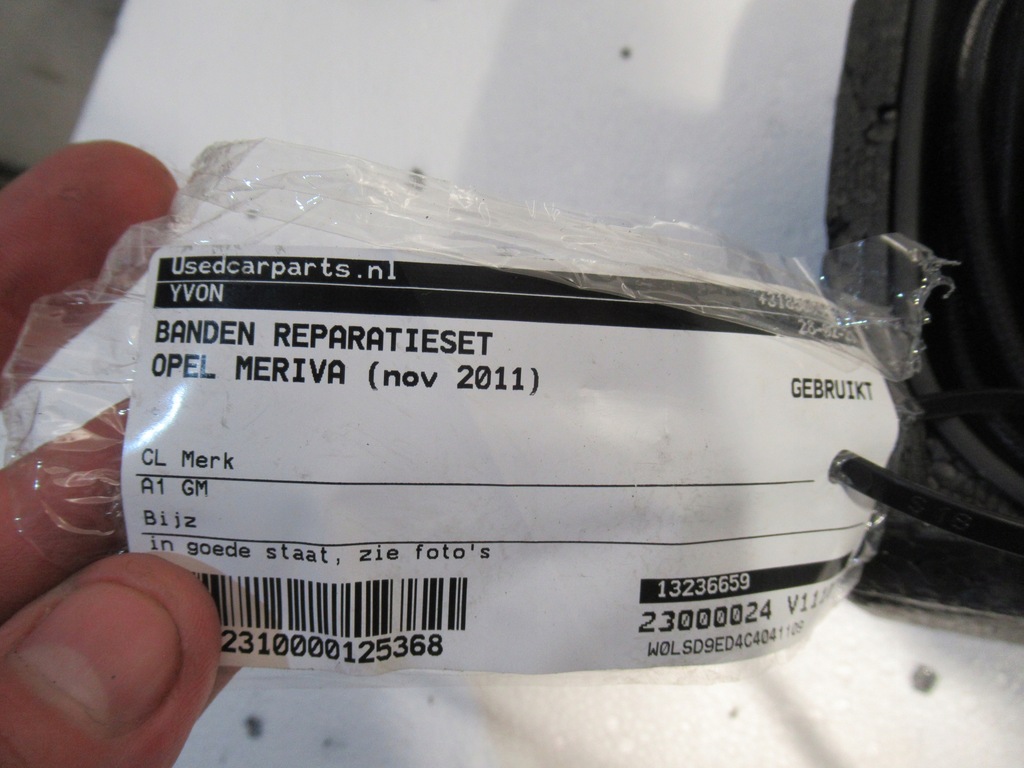 Usedcarparts.nl
YVON
BANDEN REPARATIESET
OPEL MERIVA (nov 2011)
GEBRUIKT
CL Merk
A1 GM
Bijz
in goede staat, zie foto's
2310000125368
13236659
23000024
W0LSD9ED4C4041109